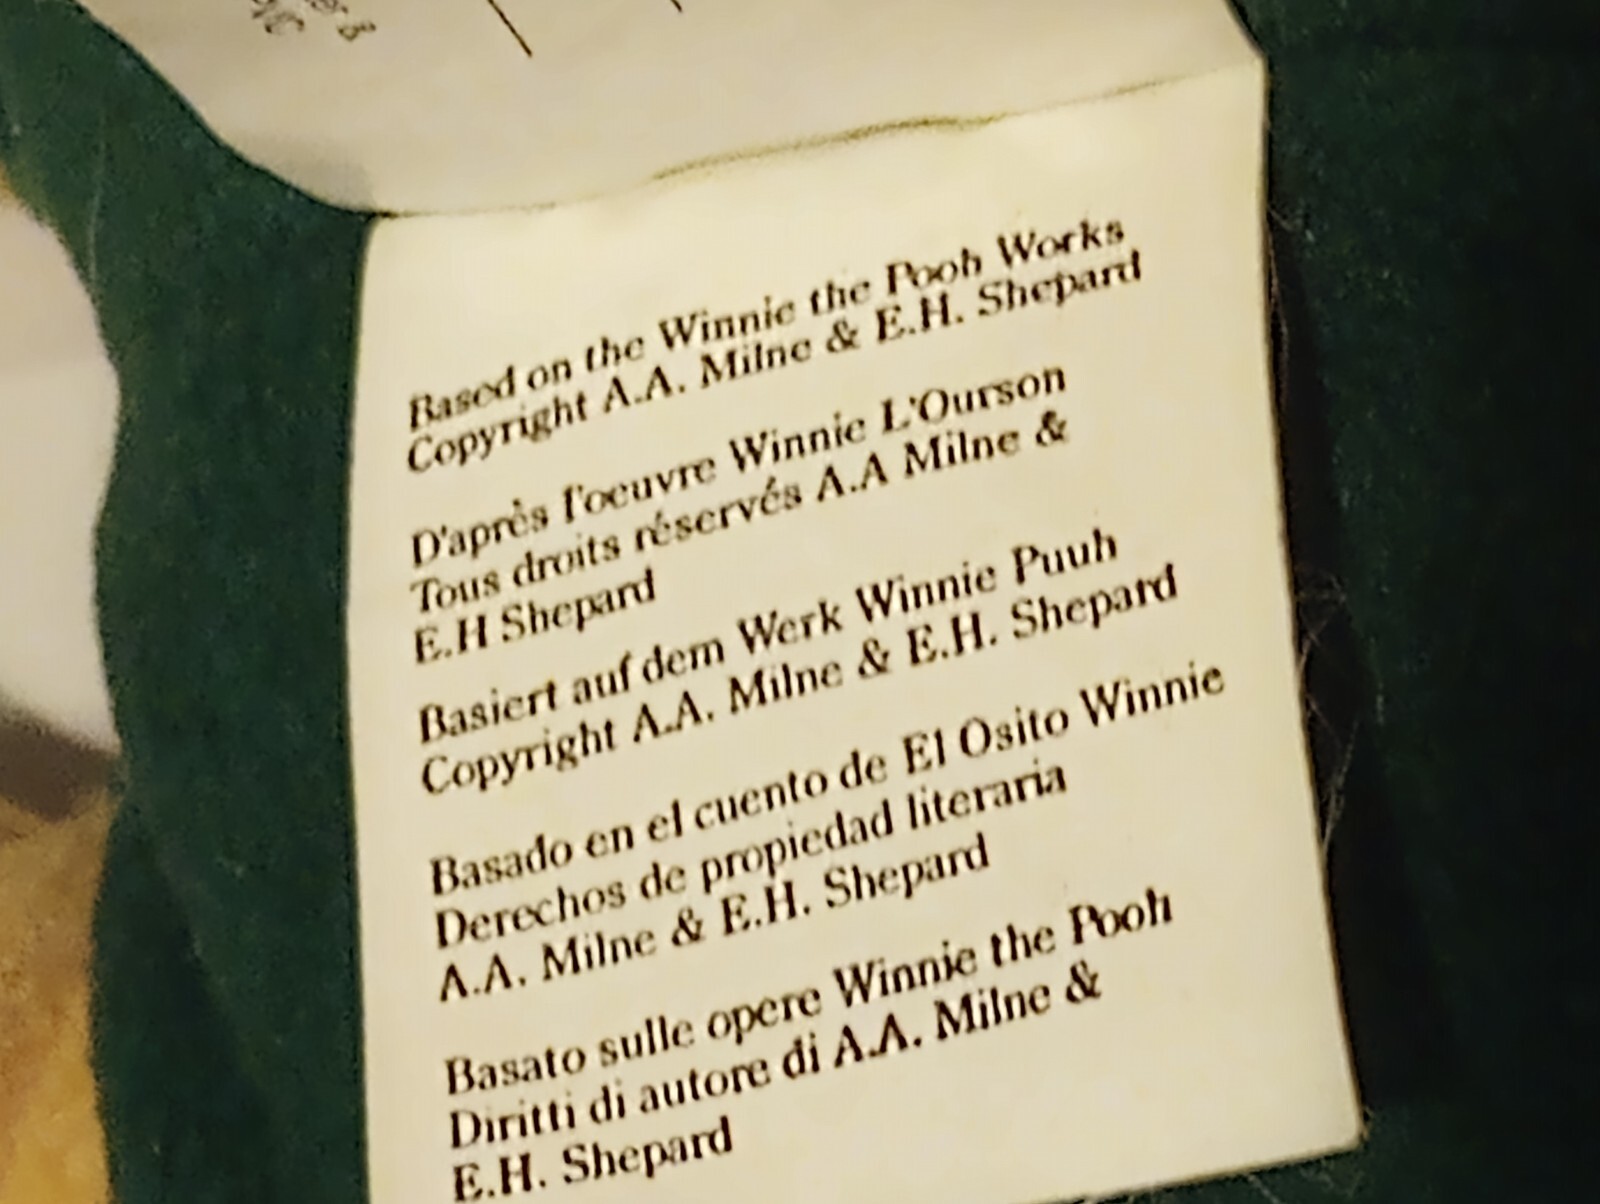 Based on the Winnie the Pooh Works
Copyright A.A. Milne & E.H. Shepard
D'après l'oeuvre Winnie L'Ourson
Tous droits réservés A.A Milne &
E.H Shepard
Basiert auf dem Werk Winnie Puuh
Copyright A.A. Milne & E.H. Shepard
Basado en el cuento de El Osito Winnie
Derechos de propiedad literaria
A.A. Milne & E.H. Shepard
Basato sulle opere Winnie the Pooh
Diritti di autore di A.A. Milne &
E.H. Shepard